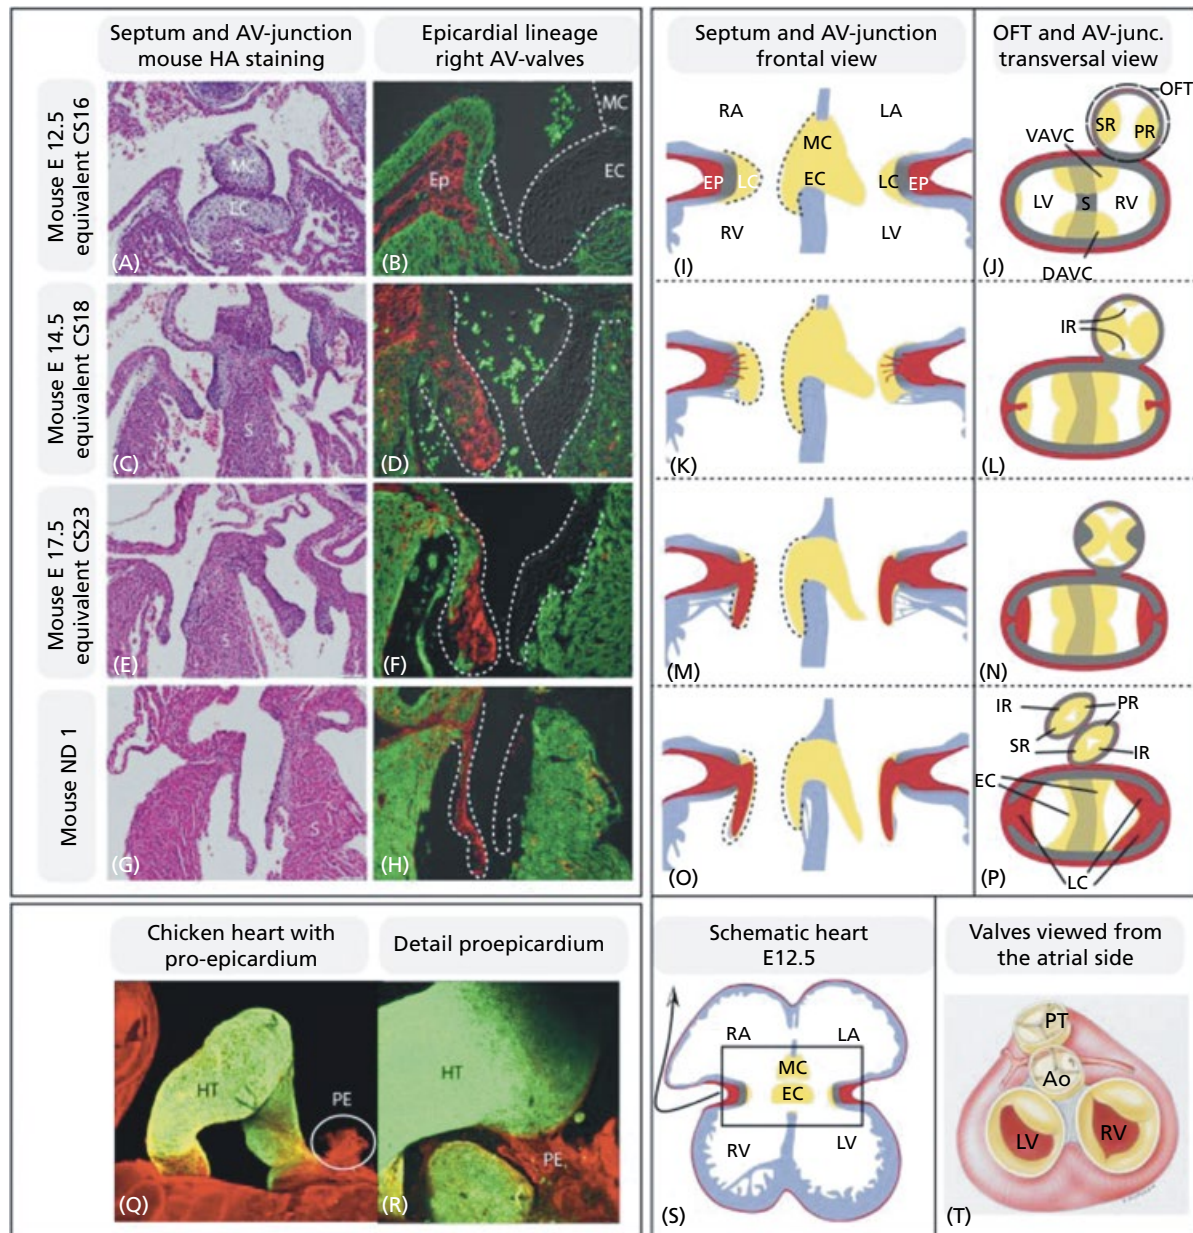 Septum and AV-junction
mouse HA staining
Epicardial lineage
right AV-valves
Septum and AV-junction
frontal view
OFT and AV-junc.
transversal view
Mouse E 12.5
equivalent CS16
MC
EC
S
(A)
MC
EC
Ep
(B)
RA
LA
MC
EP
LC
EC
LC
EP
RV
LV
(I)
OFT
SR
PR
VAVC
LV
S
RV
DAVC
(J)
Mouse E 14.5
equivalent CS18
S
(C)
(D)
(K)
IR
(L)
Mouse E 17.5
equivalent CS23
S
(E)
(F)
(M)
(N)
Mouse ND 1
S
(G)
(H)
(O)
IR
PR
SR
IR
EC
LC
(P)
Chicken heart with
pro-epicardium
Detail proepicardium
Schematic heart
E12.5
Valves viewed from
the atrial side
HT
PE
(Q)
HT
PE
(R)
RA
LA
MC
EC
RV
LV
(S)
PT
Ao
LV
RV
(T)